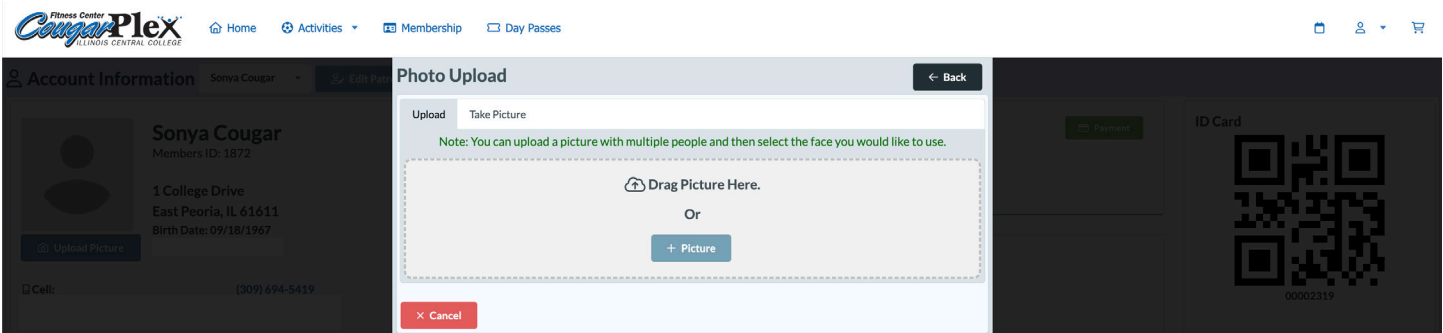 Fitness Center
CougarPlex
ILLINOIS CENTRAL COLLEGE
Home
Activities
Membership
Day Passes
Account Information
Sonya Cougar
Edit Patro
Photo Upload
← Back
Upload
Take Picture
Note: You can upload a picture with multiple people and then select the face you would like to use.
Drag Picture Here.
Or
+ Picture
× Cancel
Sonya Cougar
Members ID: 1872
1 College Drive
East Peoria, IL 61611
Birth Date: 09/18/1967
Upload Picture
Cell:
(309) 694-5419
Payment
ID Card
00002319